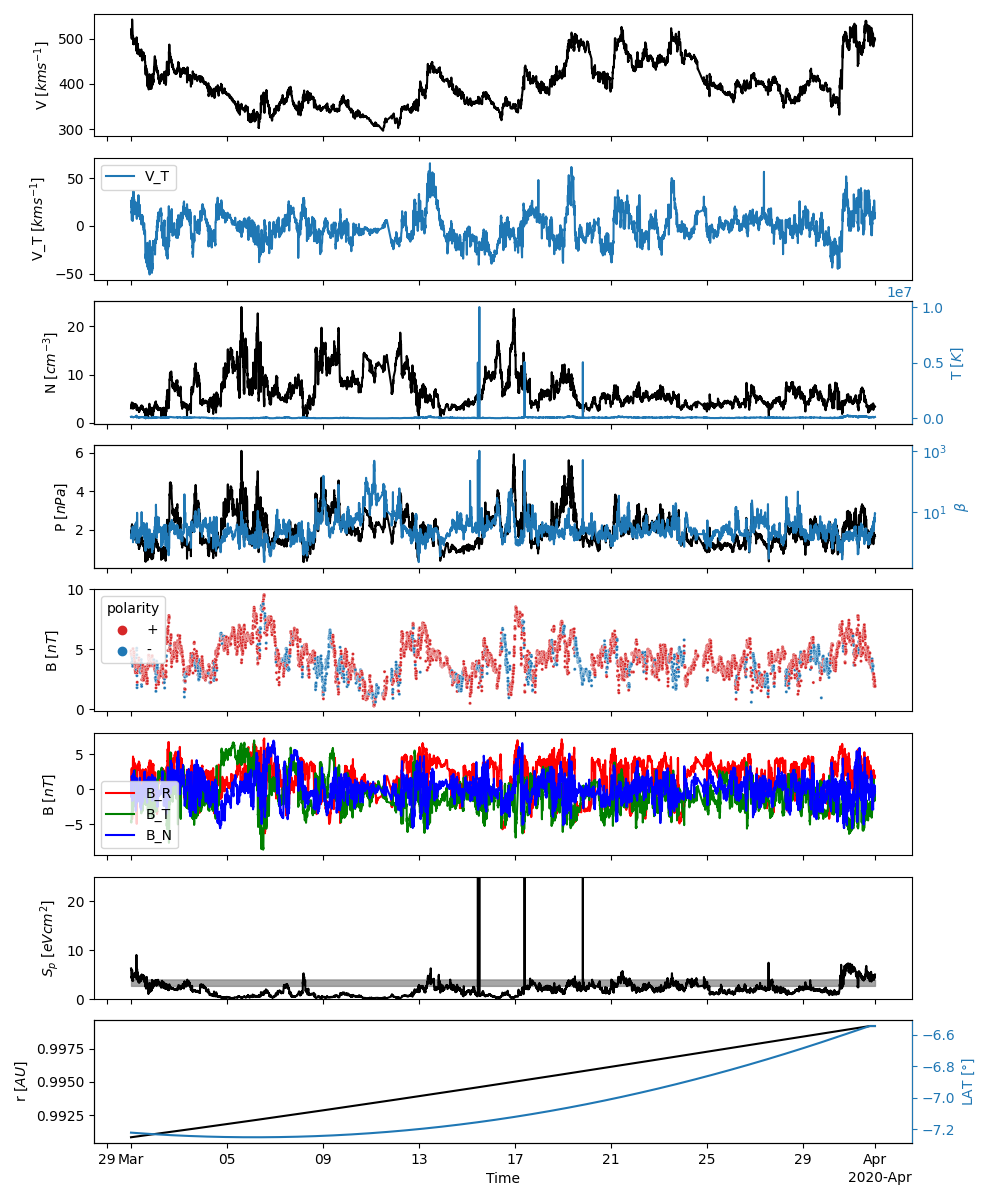 500
400
300
V [kms⁻¹]
50
0
−50
V_T [kms⁻¹]
V_T
1e7
20
10
0
N [cm⁻³]
1.0
0.5
0.0
T [K]
6
4
2
P [nPa]
10³
10¹
β
10
5
0
B [nT]
polarity
+
-
5
0
−5
B [nT]
B_R
B_T
B_N
20
10
0
S_p [eVcm²]
0.9975
0.9950
0.9925
r [AU]
−6.6
−6.8
−7.0
−7.2
LAT [°]
29 Mar 05 09 13 17 21 25 29 Apr
Time
2020-Apr